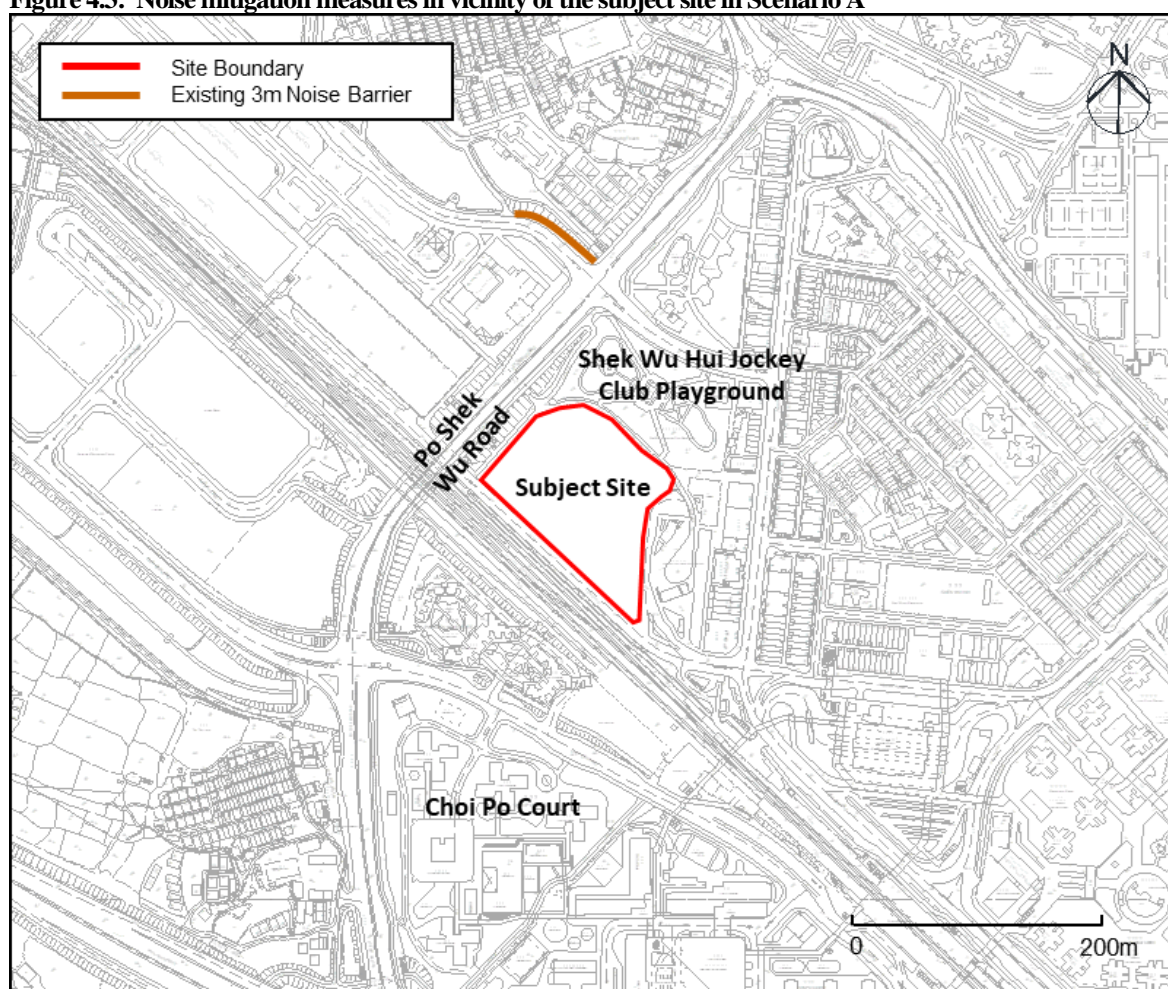 Figure 4.3: Noise mitigation measures in vicinity of the subject site in Scenario A
Site Boundary
Existing 3m Noise Barrier
N
Shek Wu Hui Jockey
Club Playground
Po Shek
Wu Road
Subject Site
Choi Po Court
0
200m